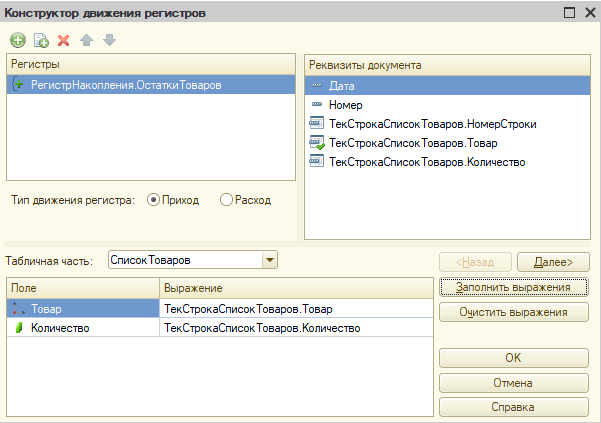 Конструктор движения регистров
Регистры
РегистрНакопления.ОстаткиТоваров
Реквизиты документа
Дата
Номер
ТекСтрокаСписокТоваров.НомерСтроки
ТекСтрокаСписокТоваров.Товар
ТекСтрокаСписокТоваров.Количество
Тип движения регистра: Приход Расход
Табличная часть: СписокТоваров
<Назад Далее>
Поле Выражение
Товар ТекСтрокаСписокТоваров.Товар
Количество ТекСтрокаСписокТоваров.Количество
Заполнить выражения
Очистить выражения
ОК
Отмена
Справка